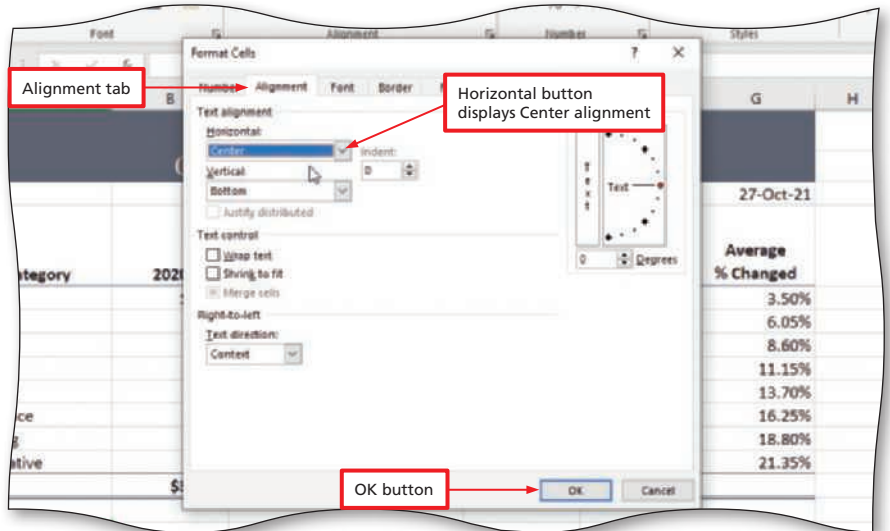 Font
Alignment
Number
Styles
Format Cells
? ×
Alignment tab
Number Alignment Font Border
Horizontal button
displays Center alignment
B
G
H
Text alignment
Horizontal:
Center
Indent:
0
Vertical:
Bottom
Justify distributed
T
e
x
t
Text
0
Degrees
27-Oct-21
Text control
Wrap text
Shrink to fit
Merge cells
Average
% Changed
ategory
202
Right-to-left
Text direction:
Context
3.50%
6.05%
8.60%
11.15%
13.70%
ce
16.25%
g
18.80%
ative
21.35%
$
OK button
OK
Cancel